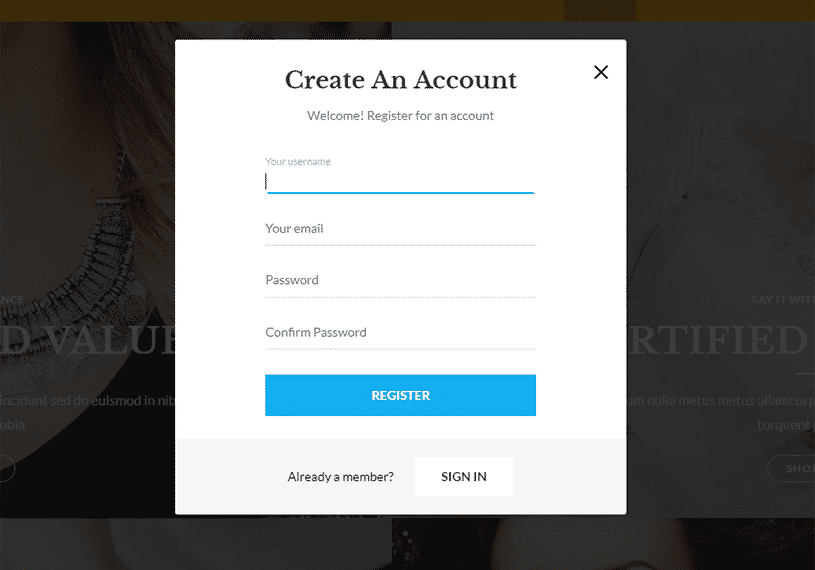 Create An Account
Welcome! Register for an account
Your username
Your email
Password
Confirm Password
REGISTER
Already a member?
SIGN IN
NCE
D VALUE
incidunt sed do euismod in nib
ubia
SAY IT WITH
RTIFIED
um nulla metus metus ullamcorp
torquent p
SHO